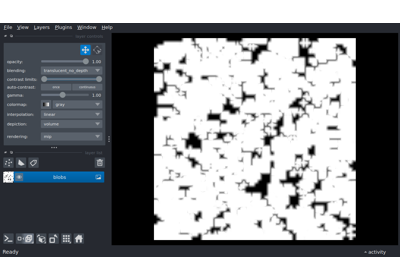 File View Layers Plugins Window Help
opacity: 1.00
blending: translucent_no_depth
contrast limits:
auto-contrast: once continuous
gamma: 1.00
colormap: gray
interpolation: linear
depiction: volume
rendering: mip
blobs
Ready activity